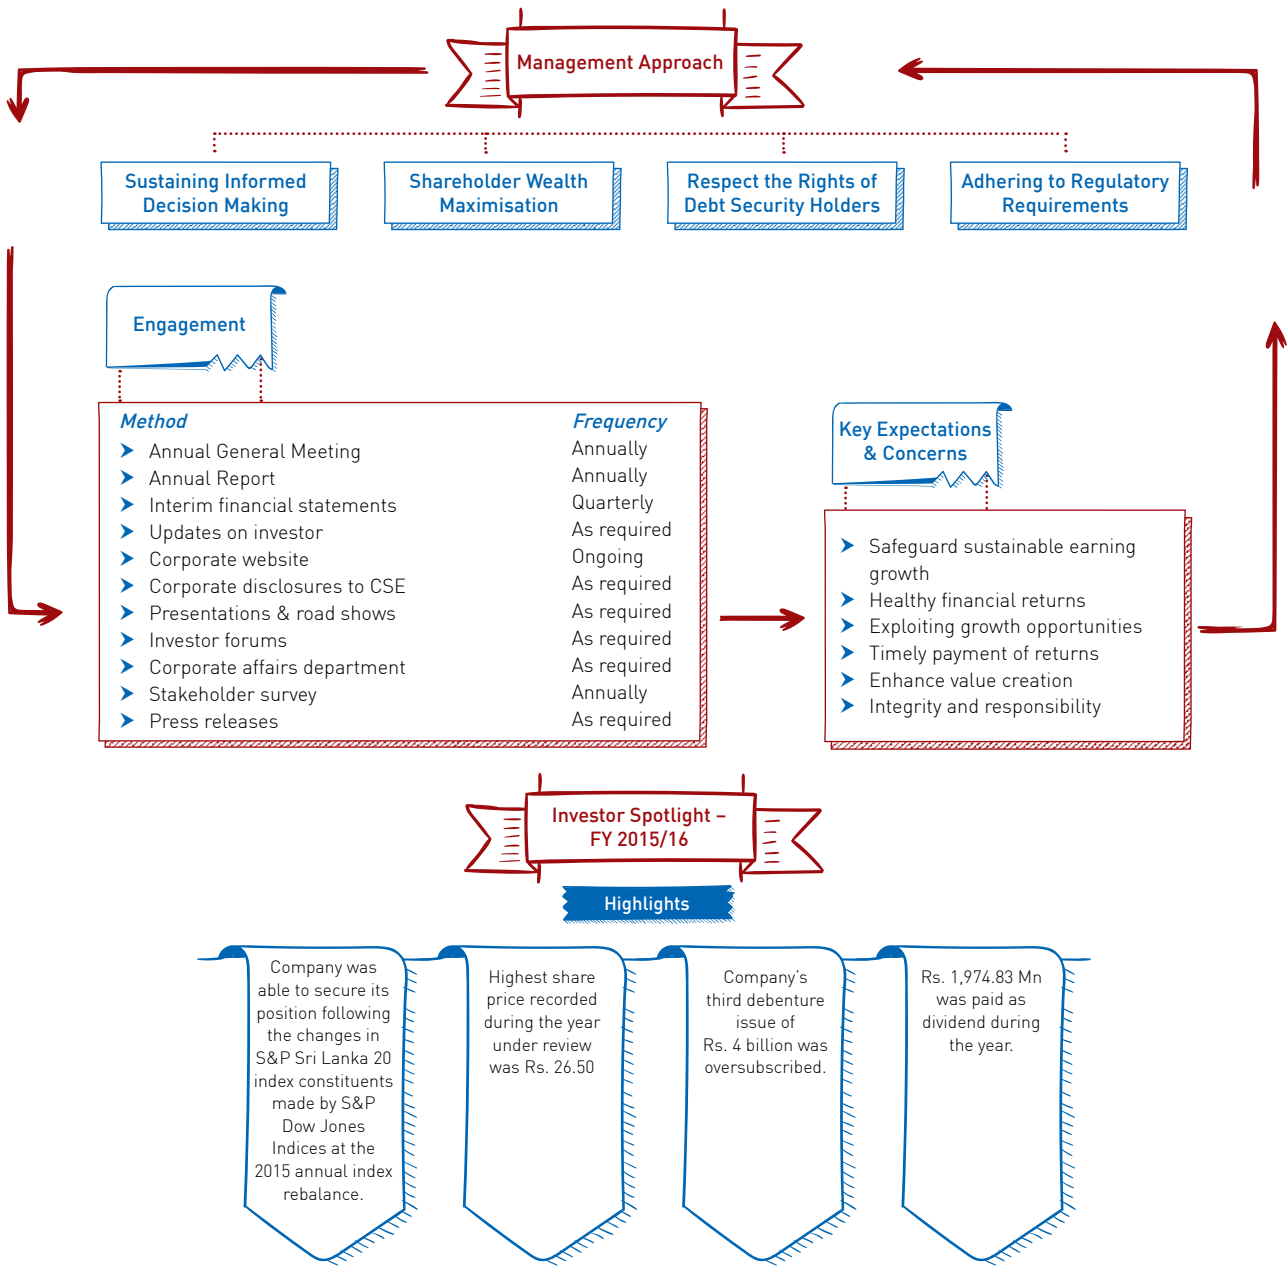 Management Approach
Sustaining Informed
Decision Making
Shareholder Wealth
Maximisation
Respect the Rights of
Debt Security Holders
Adhering to Regulatory
Requirements
Engagement
Method Frequency
Annual General Meeting Annually
Annual Report Annually
Interim financial statements Quarterly
Updates on investor As required
Corporate website Ongoing
Corporate disclosures to CSE As required
Presentations & road shows As required
Investor forums As required
Corporate affairs department As required
Stakeholder survey Annually
Press releases As required
Key Expectations
& Concerns
Safeguard sustainable earning
growth
Healthy financial returns
Exploiting growth opportunities
Timely payment of returns
Enhance value creation
Integrity and responsibility
Investor Spotlight –
FY 2015/16
Highlights
Company was
able to secure its
position following
the changes in
S&P Sri Lanka 20
index constituents
made by S&P
Dow Jones
Indices at the
2015 annual index
rebalance.
Highest share
price recorded
during the year
under review
was Rs. 26.50
Company's
third debenture
issue of
Rs. 4 billion was
oversubscribed.
Rs. 1,974.83 Mn
was paid as
dividend during
the year.